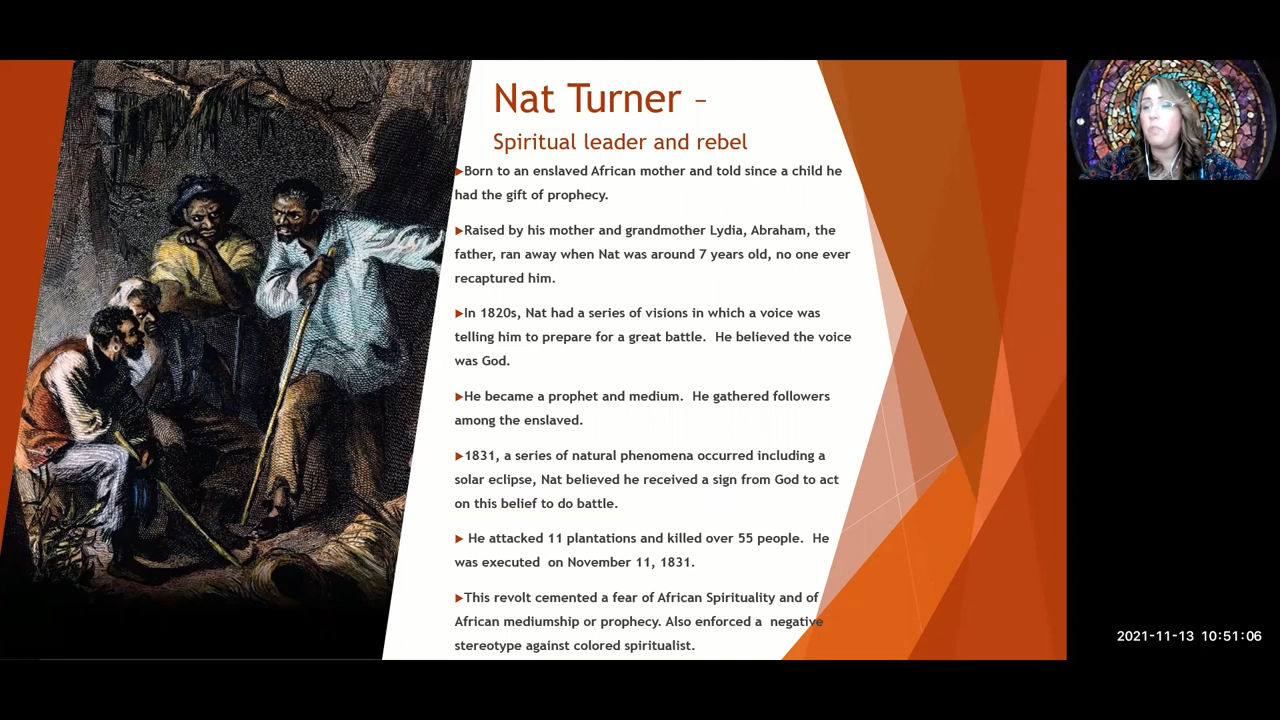 Nat Turner –
Spiritual leader and rebel
▶Born to an enslaved African mother and told since a child he
had the gift of prophecy.
▶Raised by his mother and grandmother Lydia, Abraham, the
father, ran away when Nat was around 7 years old, no one ever
recaptured him.
▶In 1820s, Nat had a series of visions in which a voice was
telling him to prepare for a great battle.  He believed the voice
was God.
▶He became a prophet and medium.  He gathered followers
among the enslaved.
▶1831, a series of natural phenomena occurred including a
solar eclipse, Nat believed he received a sign from God to act
on this belief to do battle.
▶ He attacked 11 plantations and killed over 55 people.  He
was executed  on November 11, 1831.
▶This revolt cemented a fear of African Spirituality and of
African mediumship or prophecy. Also enforced a  negative
stereotype against colored spiritualist.
2021-11-13 10:51:06